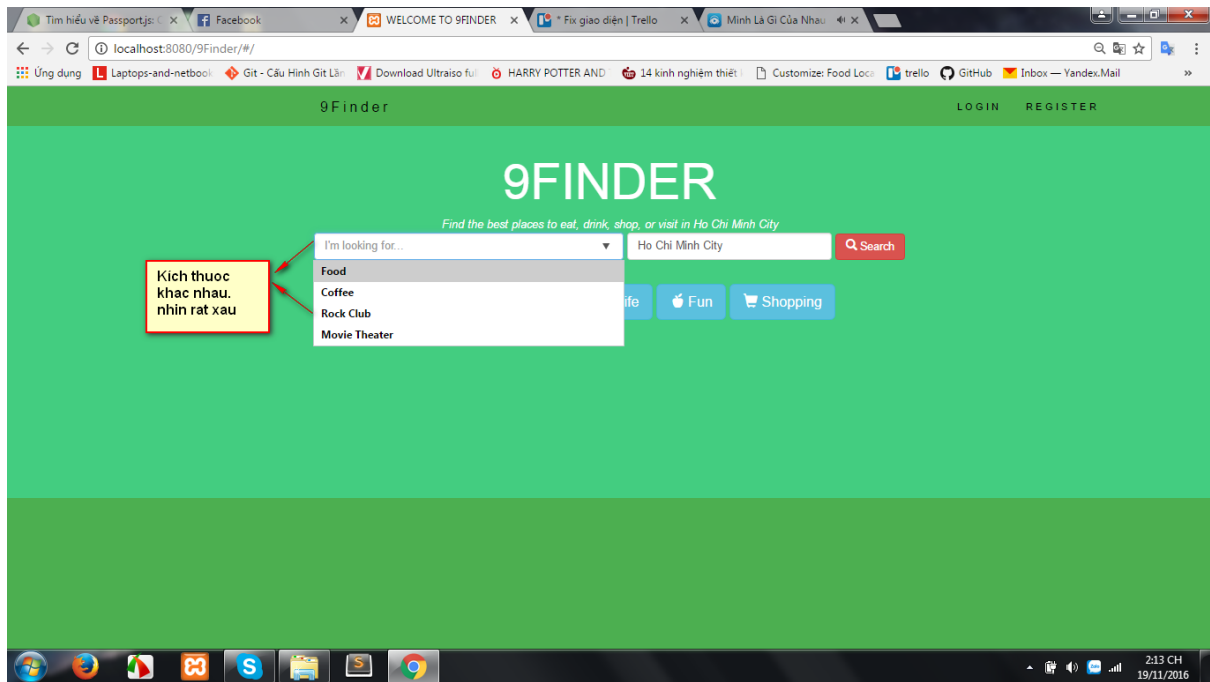 Tìm hiểu về Passport.js: C
Facebook
WELCOME TO 9FINDER
* Fix giao diện | Trello
Mình Là Gì Của Nhau
localhost:8080/9Finder/#/
Ứng dụng
Laptops-and-netbook
Git - Cấu Hình Git Lần
Download Ultraiso ful
HARRY POTTER AND
14 kinh nghiệm thiết
Customize: Food Loca
trello
GitHub
Inbox — Yandex.Mail
»
9Finder
LOGIN
REGISTER
9FINDER
Find the best places to eat, drink, shop, or visit in Ho Chi Minh City
I'm looking for...
Ho Chi Minh City
Search
Food
Coffee
Rock Club
Movie Theater
Kich thuoc
khac nhau.
nhin rat xau
ife
Fun
Shopping
2:13 CH
19/11/2016